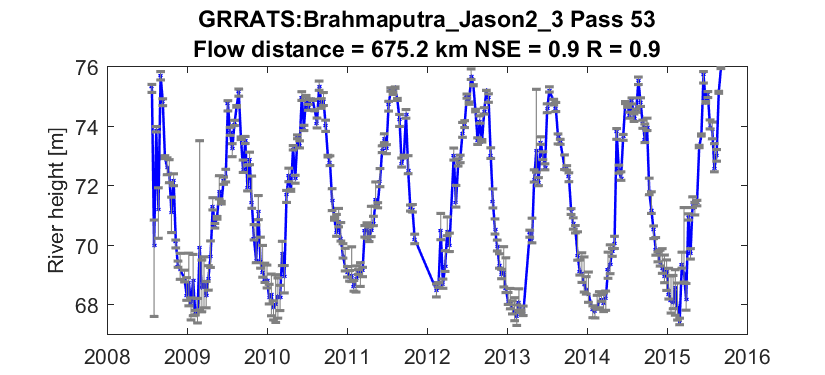 GRRATS:Brahmaputra_Jason2_3 Pass 53
Flow distance = 675.2 km NSE = 0.9 R = 0.9
River height [m]
76
74
72
70
68
2008 2009 2010 2011 2012 2013 2014 2015 2016